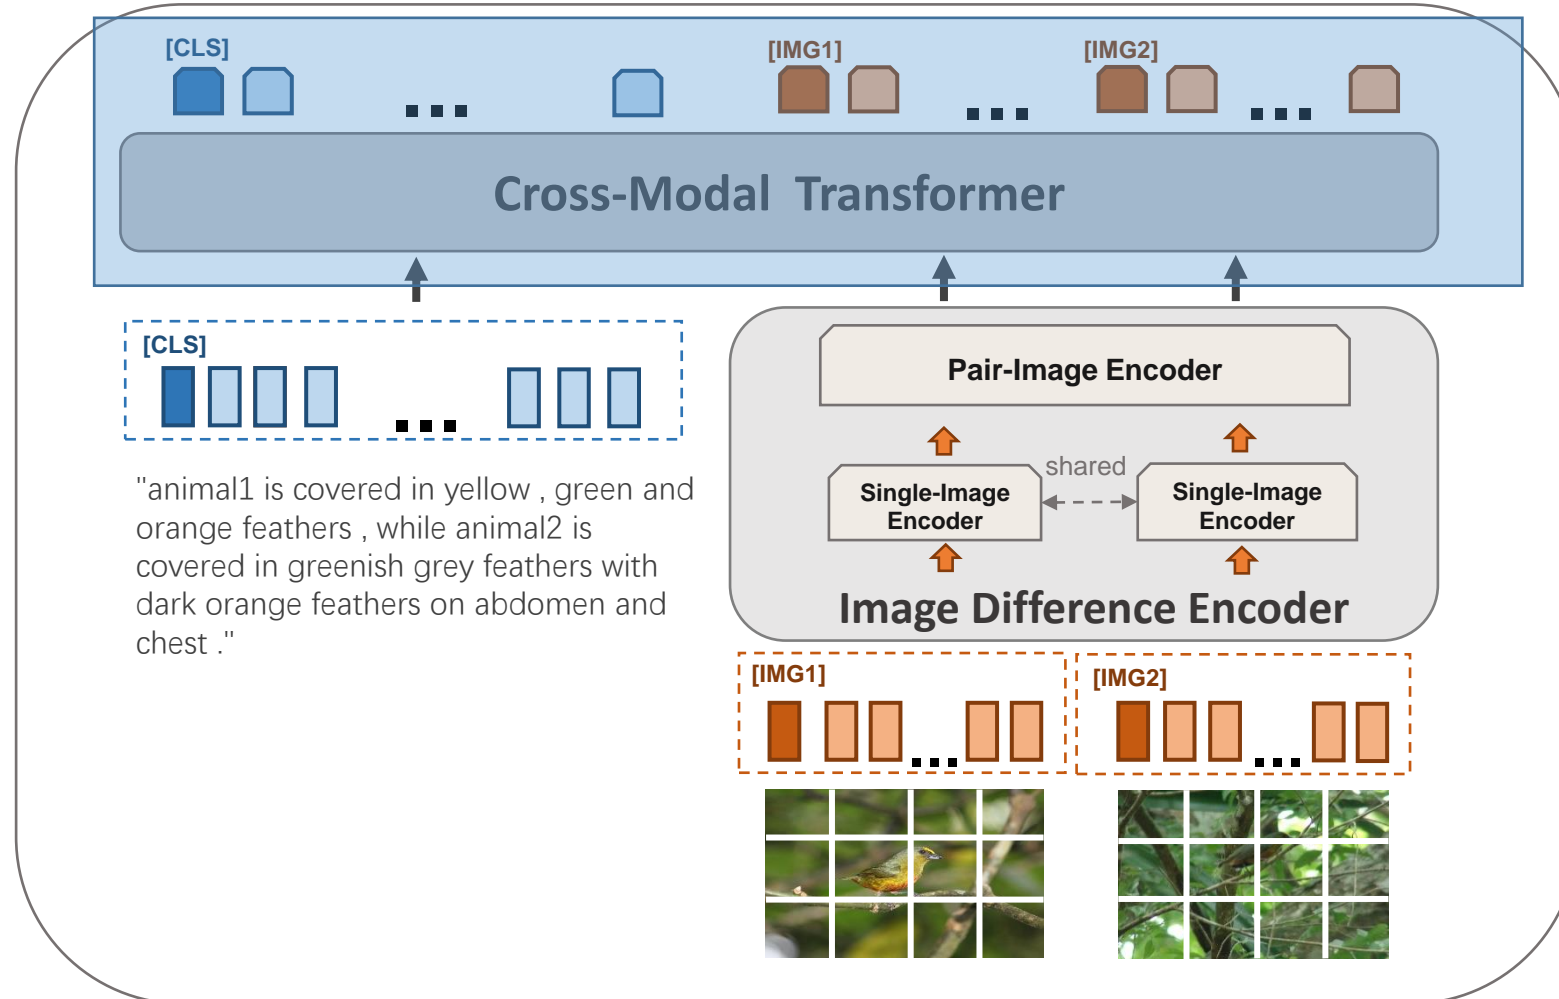 [CLS]
[IMG1]
[IMG2]
Cross-Modal Transformer
[CLS]
"animal1 is covered in yellow , green and
orange feathers , while animal2 is
covered in greenish grey feathers with
dark orange feathers on abdomen and
chest ."
Pair-Image Encoder
shared
Single-Image
Encoder
Single-Image
Encoder
Image Difference Encoder
[IMG1]
[IMG2]